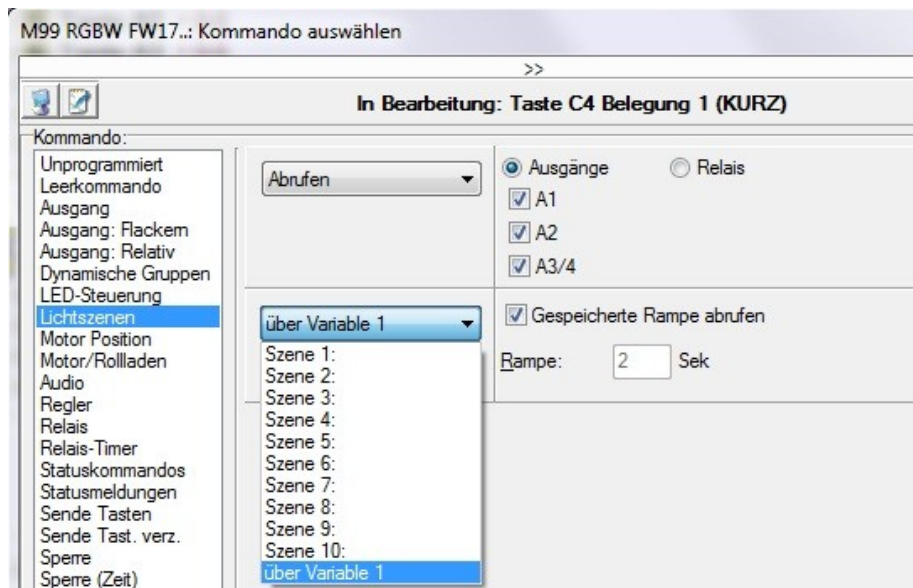 M99 RGBW FW17..: Kommando auswählen
>>
In Bearbeitung: Taste C4 Belegung 1 (KURZ)
Kommando:
Unprogrammiert
Leerkommando
Ausgang
Ausgang: Flackern
Ausgang: Relativ
Dynamische Gruppen
LED-Steuerung
Lichtszenen
Motor Position
Motor/Rollladen
Audio
Regler
Relais
Relais-Timer
Statuskommandos
Statusmeldungen
Sende Tasten
Sende Tast. verz.
Sperre
Sperre (Zeit)
Abrufen
Ausgänge
Relais
A1
A2
A3/4
über Variable 1
Szene 1:
Szene 2:
Szene 3:
Szene 4:
Szene 5:
Szene 6:
Szene 7:
Szene 8:
Szene 9:
Szene 10:
über Variable 1
Gespeicherte Rampe abrufen
Rampe: 2 Sek